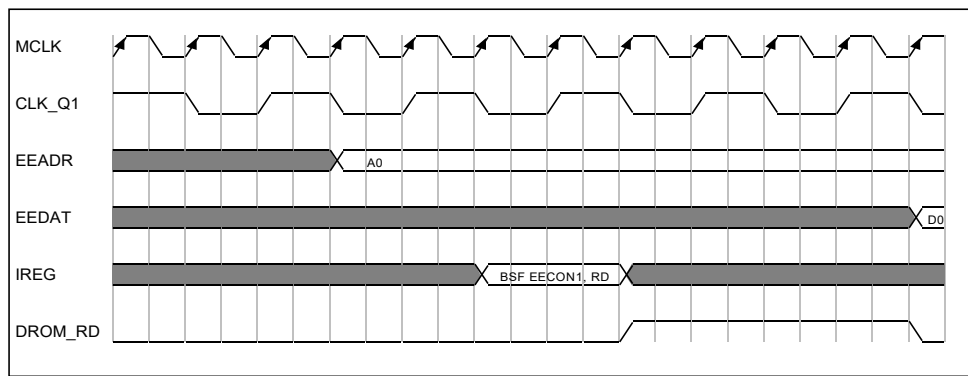 MCLK
CLK_Q1
EEADR
A0
EEDAT
D0
IREG
BSF EECON1, RD
DROM_RD